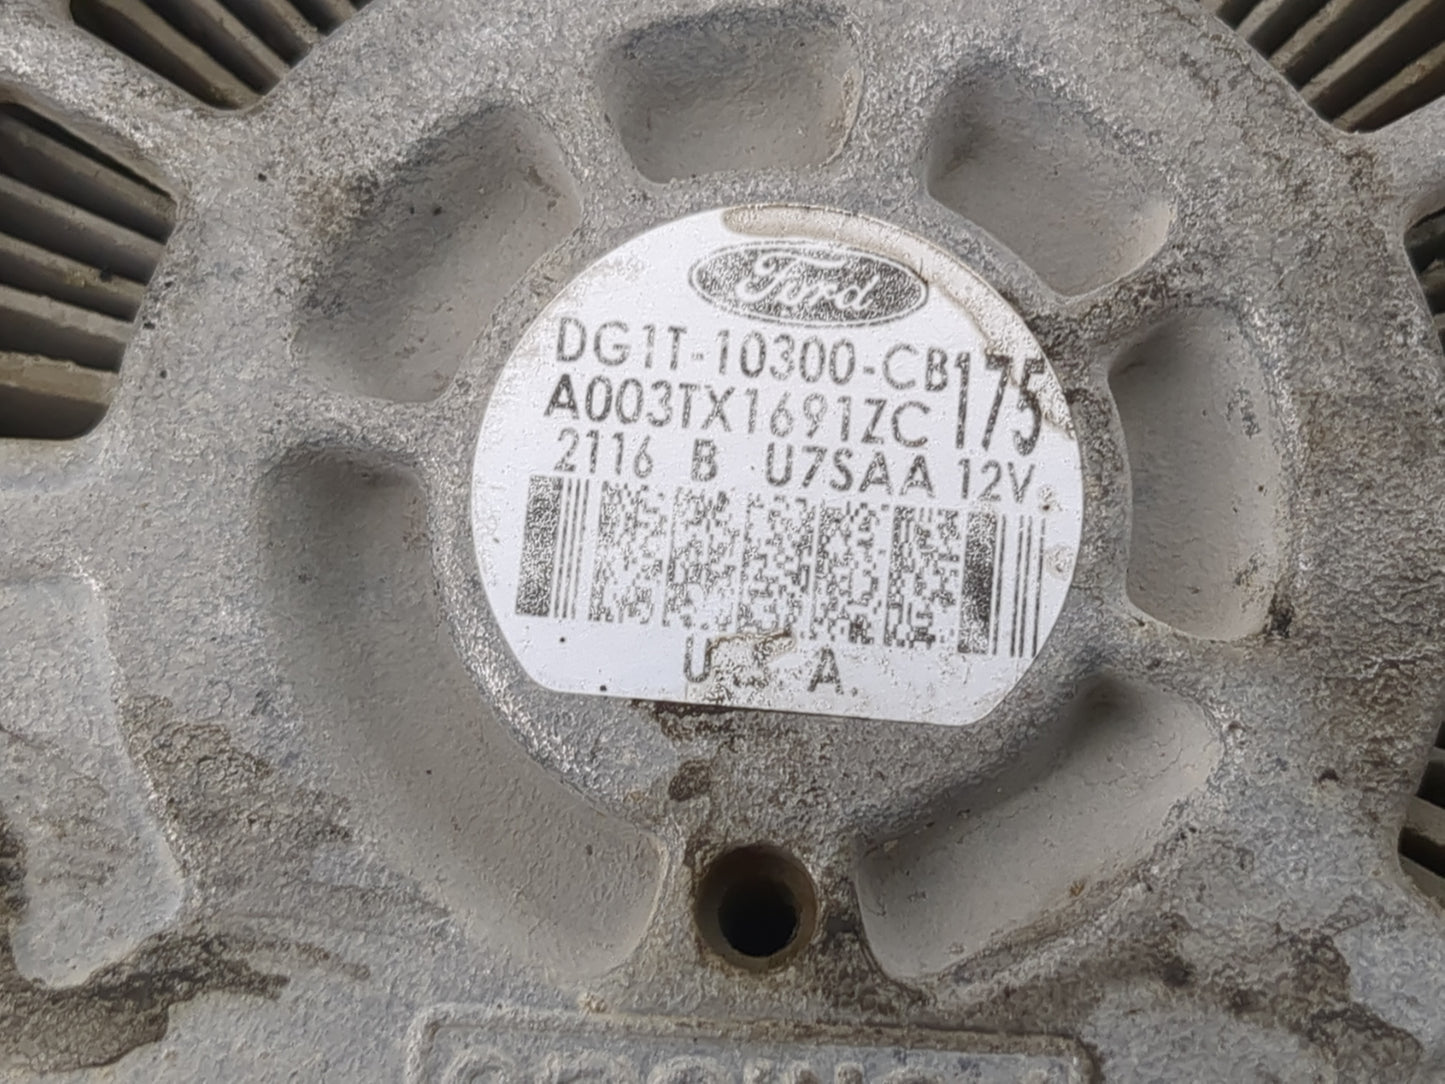 Ford
DG1T-10300-CB 175
A003TX1691ZC
2116 B U7SAA 12V
U.S.A.